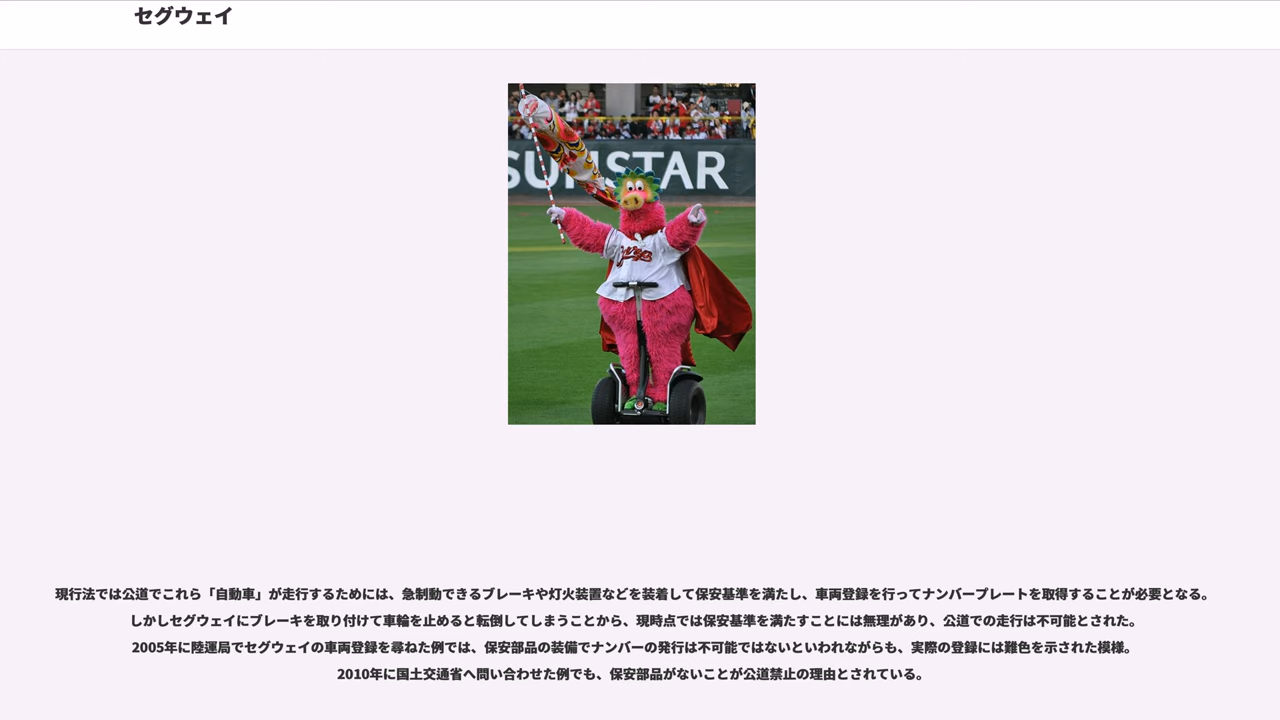 セグウェイ
SUNSTAR
現行法では公道でこれら「自動車」が走行するためには、急制動できるブレーキや灯火装置などを装着して保安基準を満たし、車両登録を行ってナンバープレートを取得することが必要となる。
しかしセグウェイにブレーキを取り付けて車輪を止めると転倒してしまうことから、現時点では保安基準を満たすことには無理があり、公道での走行は不可能とされた。
2005年に陸運局でセグウェイの車両登録を尋ねた例では、保安部品の装備でナンバーの発行は不可能ではないといわれながらも、実際の登録には難色を示された模様。
2010年に国土交通省へ問い合わせた例でも、保安部品がないことが公道禁止の理由とされている。